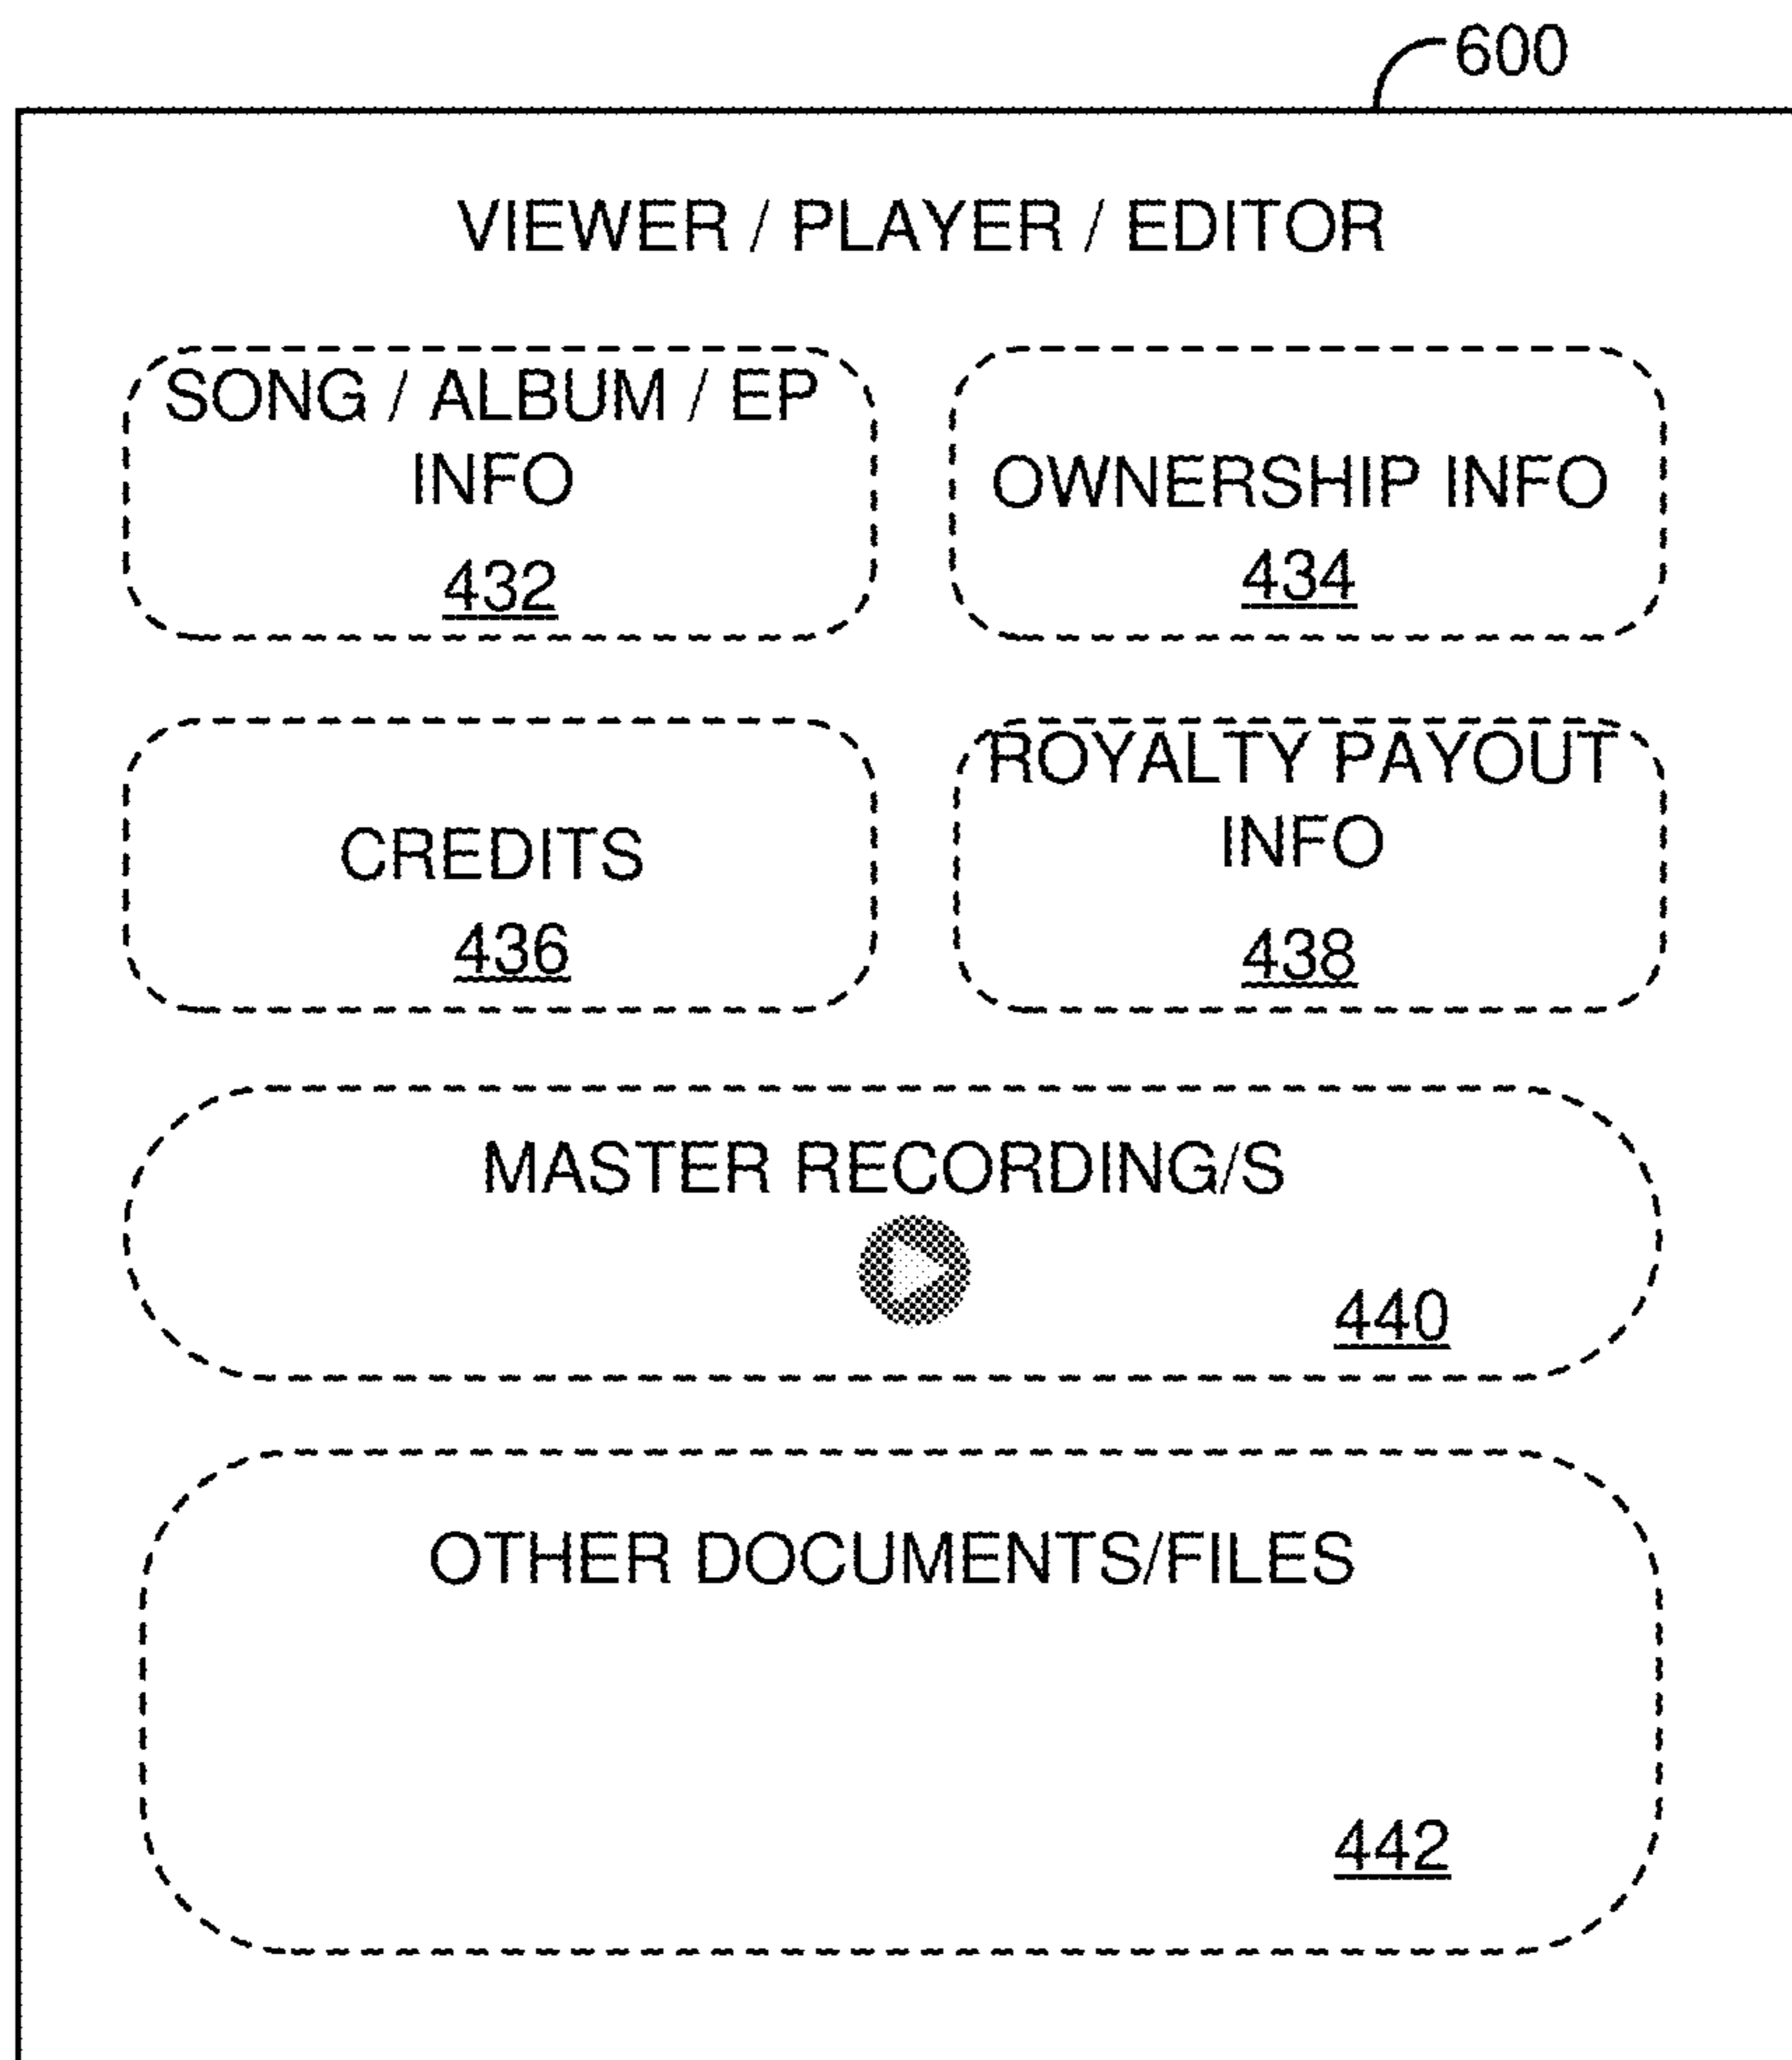 600
VIEWER / PLAYER / EDITOR
SONG / ALBUM / EP
INFO
432
OWNERSHIP INFO
434
CREDITS
436
ROYALTY PAYOUT
INFO
438
MASTER RECORDING/S
440
OTHER DOCUMENTS/FILES
442